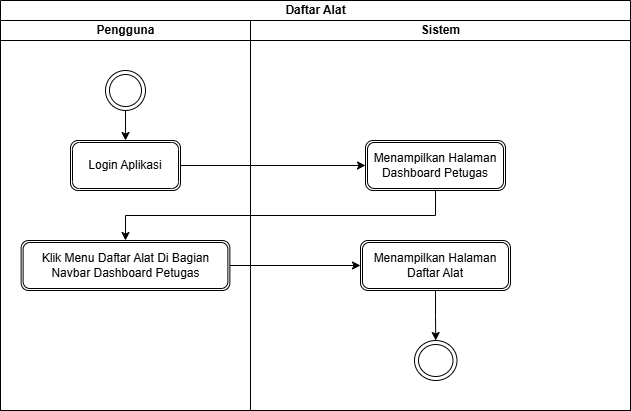 Daftar Alat
Pengguna
Sistem
Login Aplikasi
Menampilkan Halaman
Dashboard Petugas
Klik Menu Daftar Alat Di Bagian
Navbar Dashboard Petugas
Menampilkan Halaman
Daftar Alat